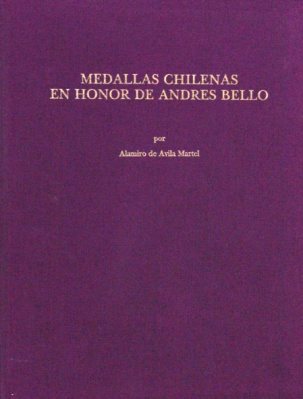 MEDALLAS CHILENAS
EN HONOR DE ANDRES BELLO
por
Alamiro de Avila Martel